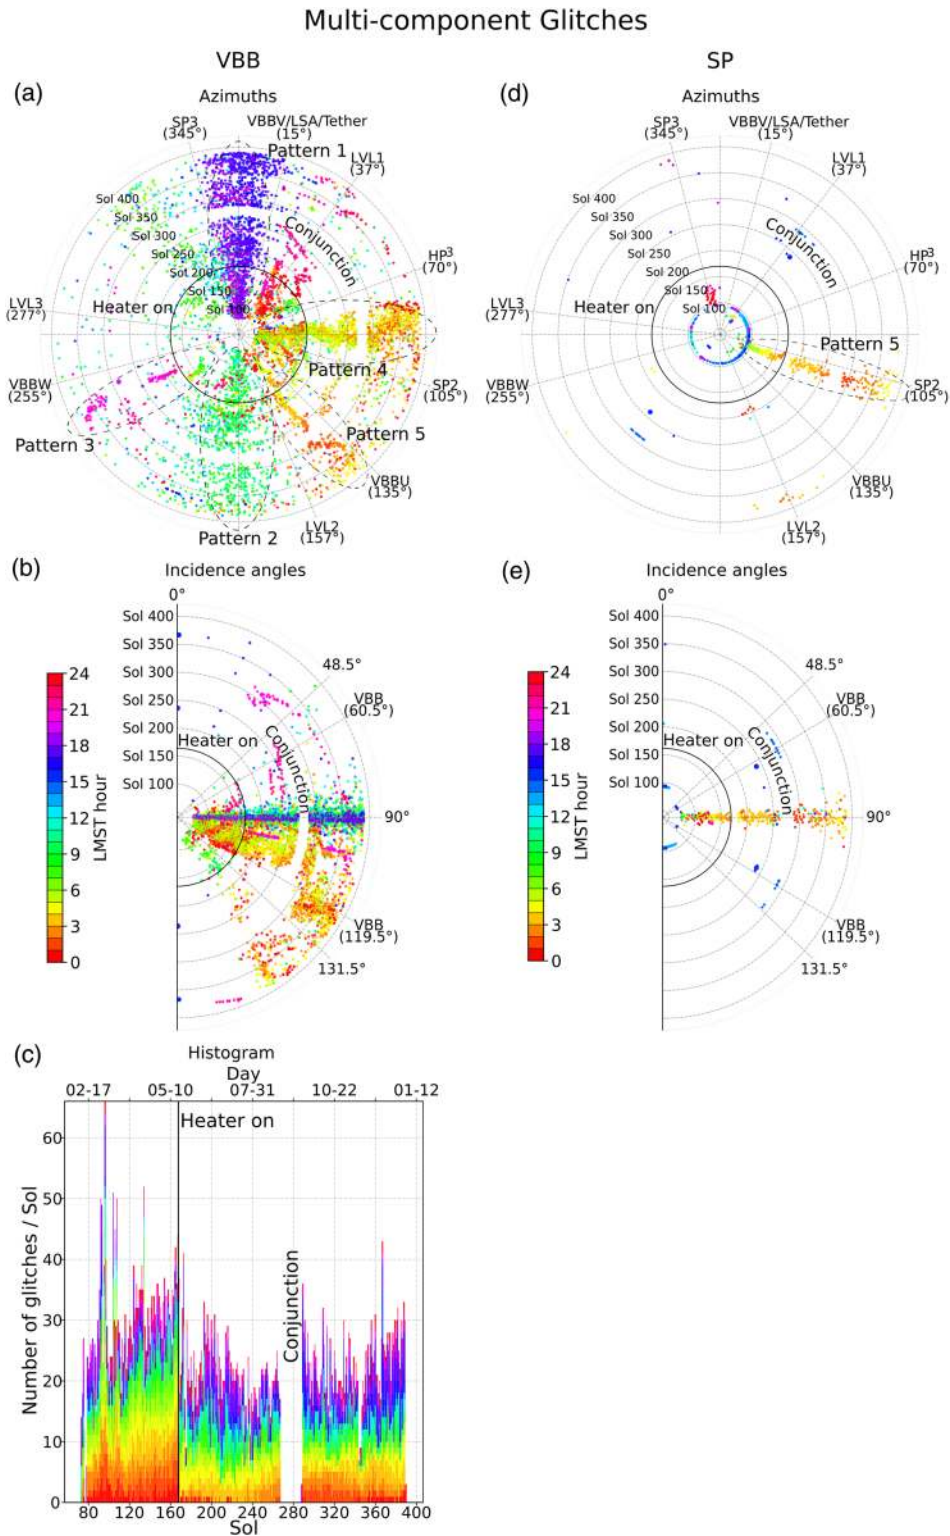 Multi-component Glitches
VBB
SP
(a)
Azimuths
SP3
(345°)
VBBV/LSA/Tether
(15°)
Pattern 1
LVL1
(37°)
Sol 400
Sol 350
Sol 300
Sol 250
Sol 200
Sol 150
Sol 100
Conjunction
HP³
(70°)
LVL3
(277°)
Heater on
Pattern 4
VBBW
(255°)
SP2
(105°)
Pattern 3
Pattern 5
VBBU
(135°)
LVL2
(157°)
Pattern 2
(d)
Azimuths
SP3
(345°)
VBBV/LSA/Tether
(15°)
LVL1
(37°)
Sol 400
Sol 350
Sol 300
Sol 250
Sol 200
Sol 150
Sol 100
Conjunction
HP³
(70°)
LVL3
(277°)
Heater on
Pattern 5
VBBW
(255°)
SP2
(105°)
VBBU
(135°)
LVL2
(157°)
(b)
Incidence angles
0°
Sol 400
Sol 350
Sol 300
Sol 250
Sol 200
Sol 150
Sol 100
48.5°
VBB
(60.5°)
Heater on
Conjunction
90°
VBB
(119.5°)
131.5°
24
21
18
15
12
9
6
3
0
LMST hour
(e)
Incidence angles
0°
Sol 400
Sol 350
Sol 300
Sol 250
Sol 200
Sol 150
Sol 100
48.5°
VBB
(60.5°)
Heater on
Conjunction
90°
VBB
(119.5°)
131.5°
24
21
18
15
12
9
6
3
0
LMST hour
(c)
Histogram
Day
02-17 05-10 07-31 10-22 01-12
Heater on
Conjunction
Number of glitches / Sol
60
50
40
30
20
10
0
80 120 160 200 240 280 320 360 400
Sol